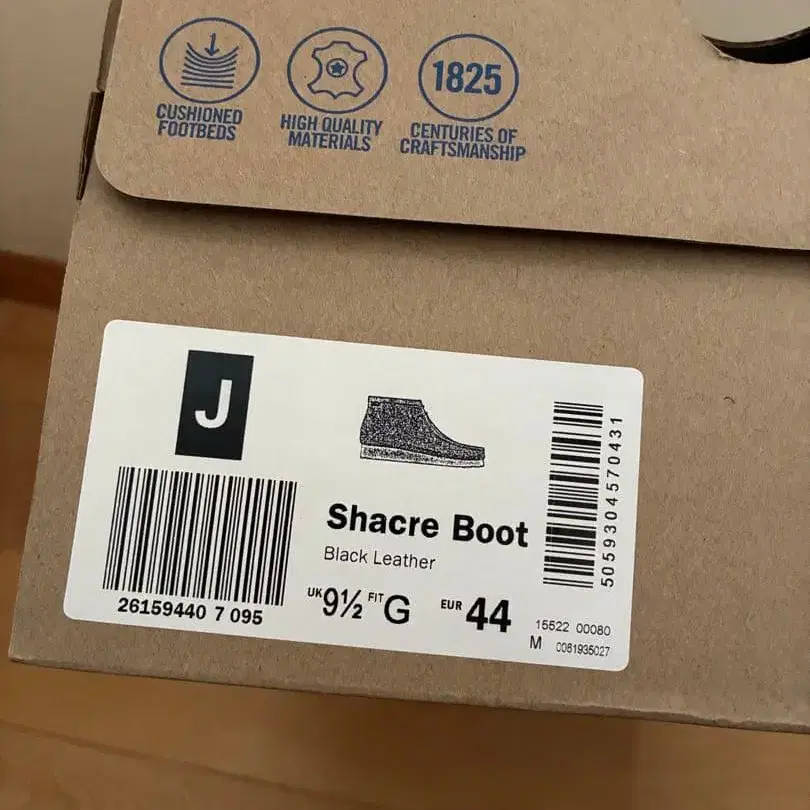 CUSHIONED
FOOTBEDS
HIGH QUALITY
MATERIALS
1825
CENTURIES OF
CRAFTSMANSHIP
J
26159440 7 095
Shacre Boot
Black Leather
UK 9½ FIT G EUR 44
5059304570431
15522 00080
M 0061935027